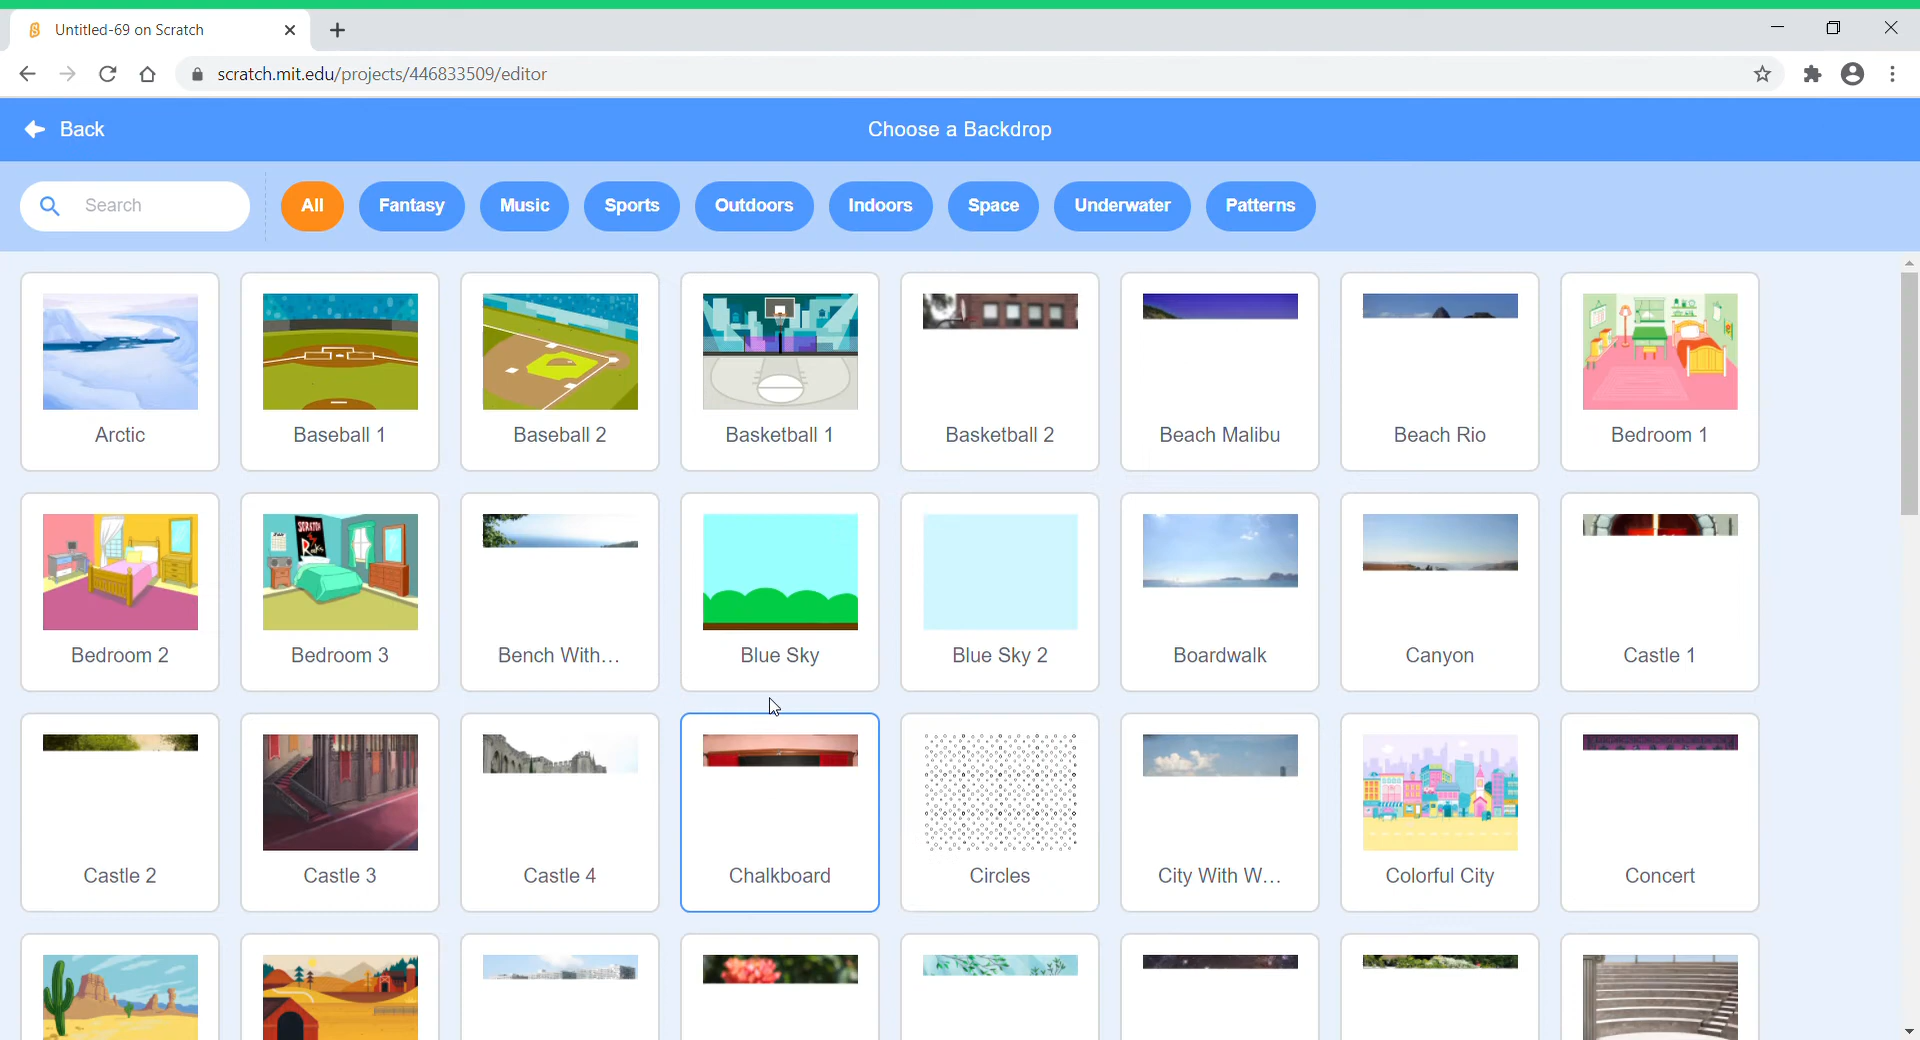 Untitled-69 on Scratch
scratch.mit.edu/projects/446833509/editor
Back
Choose a Backdrop
Search
All
Fantasy
Music
Sports
Outdoors
Indoors
Space
Underwater
Patterns
Arctic
Baseball 1
Baseball 2
Basketball 1
Basketball 2
Beach Malibu
Beach Rio
Bedroom 1
Bedroom 2
Bedroom 3
Bench With...
Blue Sky
Blue Sky 2
Boardwalk
Canyon
Castle 1
Castle 2
Castle 3
Castle 4
Chalkboard
Circles
City With W...
Colorful City
Concert